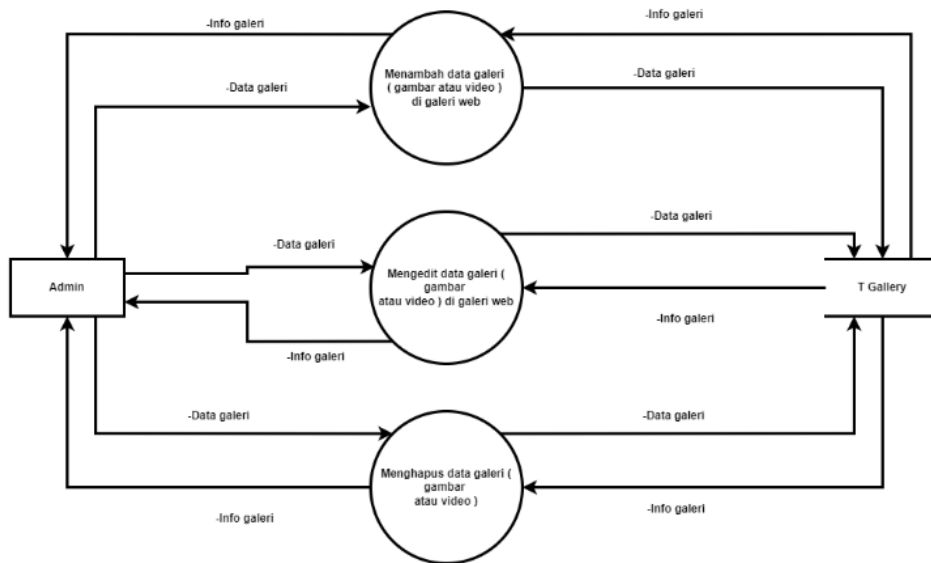 -Info galeri
-Info galeri
Menambah data galeri
( gambar atau video )
di galeri web
-Data galeri
-Data galeri
-Data galeri
-Data galeri
Admin
Mengedit data galeri (
gambar
atau video ) di galeri web
T Gallery
-Info galeri
-Info galeri
-Data galeri
-Data galeri
Menghapus data galeri (
gambar
atau video )
-Info galeri
-Info galeri